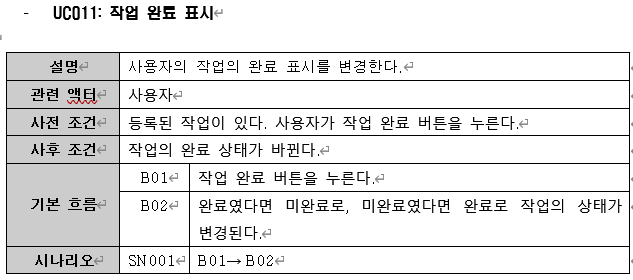 - UC011: 작업 완료 표시
설명 사용자의 작업의 완료 표시를 변경한다.
관련 액터 사용자
사전 조건 등록된 작업이 있다. 사용자가 작업 완료 버튼을 누른다.
사후 조건 작업의 완료 상태가 바뀐다.
기본 흐름 B01 작업 완료 버튼을 누른다.
B02 완료였다면 미완료로, 미완료였다면 완료로 작업의 상태가
변경된다.
시나리오 SN001 B01→B02